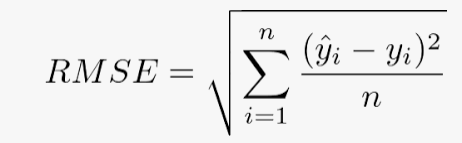 RMSE = √(∑_{i=1}^{n} (ŷ_i − y_i)² / n)